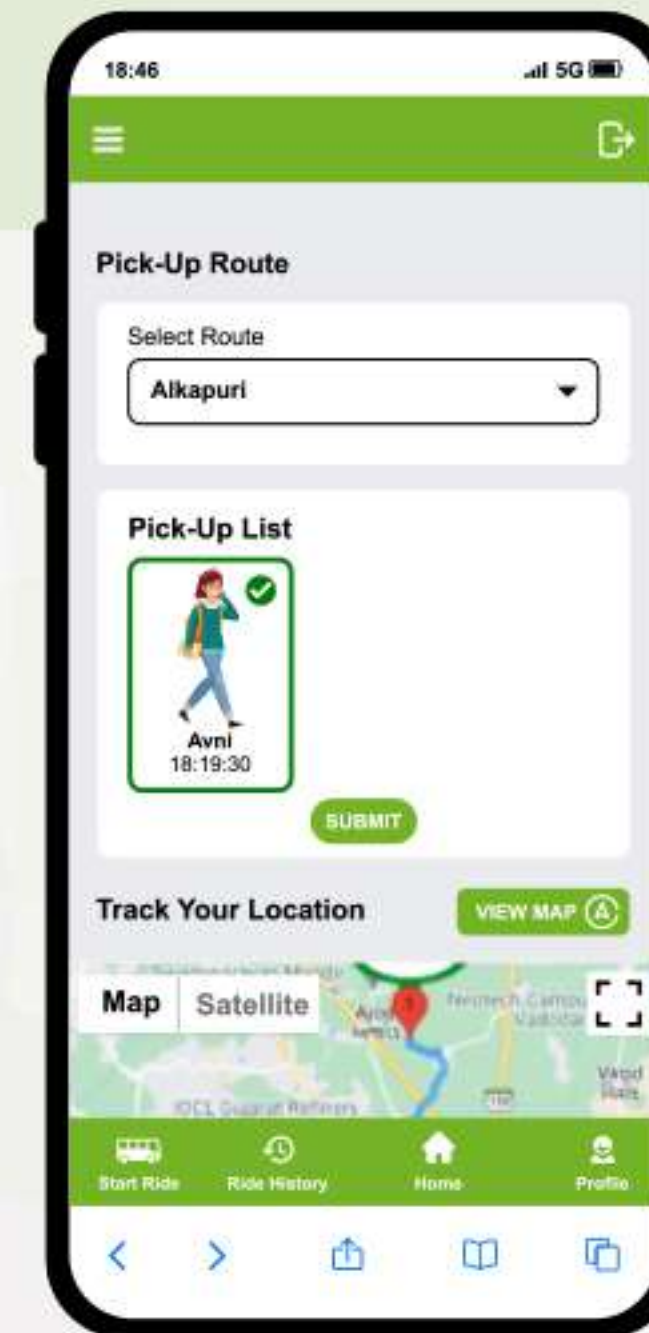 18:46
5G
Pick-Up Route
Select Route
Alkapuri
Pick-Up List
Avni
18:19:30
SUBMIT
Track Your Location
VIEW MAP
Map
Satellite
IOCL Gujarat Refinery
Start Ride
Ride History
Home
Profile